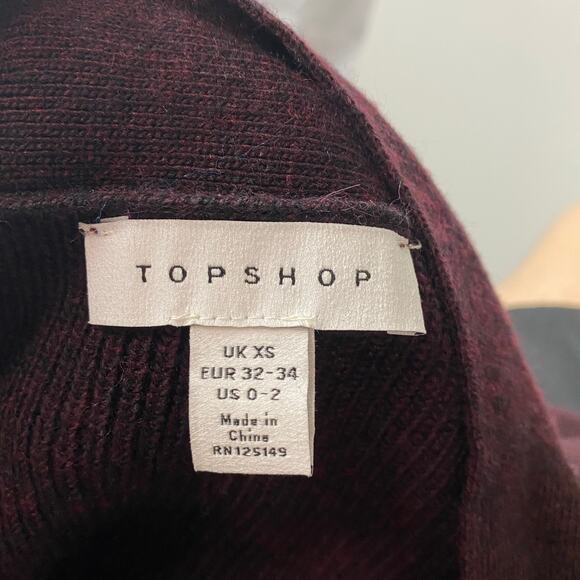 TOPSHOP
UK XS
EUR 32-34
US 0-2
Made in
China
RN125149